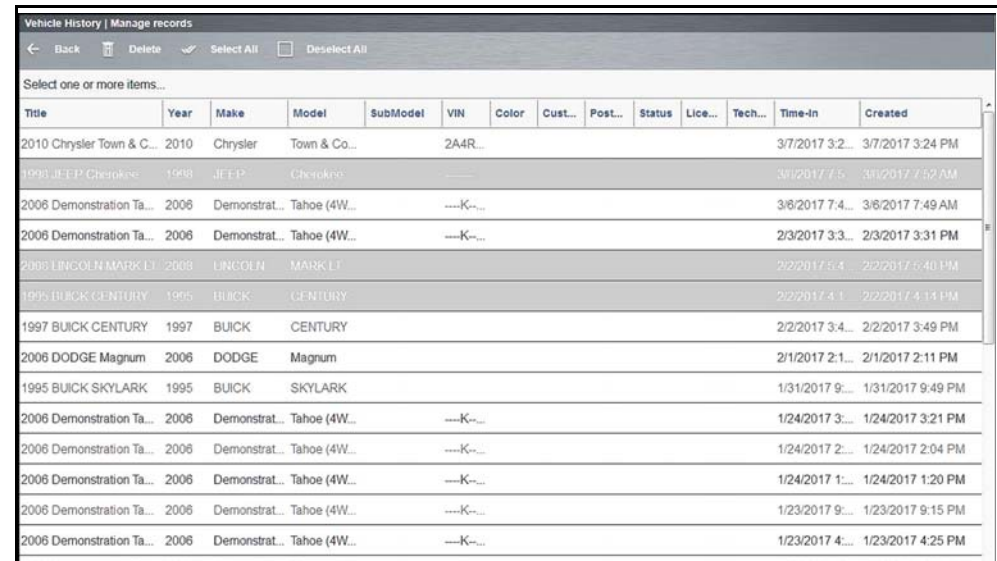 Vehicle History | Manage records
Back Delete Select All Deselect All
Select one or more items...
Title Year Make Model SubModel VIN Color Cust... Post... Status Lice... Tech... Time-In Created
2010 Chrysler Town & C... 2010 Chrysler Town & Co... 2A4R... 3/7/2017 3:2... 3/7/2017 3:24 PM
1998 JEEP Cherokee 1998 JEEP Cherokee ------- 7:52 AM
2006 Demonstration Ta... 2006 Demonstrat... Tahoe (4W... ----K--... 3/6/2017 7:4... 3/6/2017 7:49 AM
2006 Demonstration Ta... 2006 Demonstrat... Tahoe (4W... ----K--... 2/3/2017 3:3... 2/3/2017 3:31 PM
2008 LINCOLN MARK LT 2008 LINCOLN MARK LT 2/2/2017 5:4... 2/2/2017 5:40 PM
1995 BUICK CENTURY 1995 BUICK CENTURY 2/2/2017 4:1... 2/2/2017 4:14 PM
1997 BUICK CENTURY 1997 BUICK CENTURY 2/2/2017 3:4... 2/2/2017 3:49 PM
2006 DODGE Magnum 2006 DODGE Magnum 2/1/2017 2:1... 2/1/2017 2:11 PM
1995 BUICK SKYLARK 1995 BUICK SKYLARK 1/31/2017 9:... 1/31/2017 9:49 PM
2006 Demonstration Ta... 2006 Demonstrat... Tahoe (4W... ----K--... 1/24/2017 3:... 1/24/2017 3:21 PM
2006 Demonstration Ta... 2006 Demonstrat... Tahoe (4W... ----K--... 1/24/2017 2:... 1/24/2017 2:04 PM
2006 Demonstration Ta... 2006 Demonstrat... Tahoe (4W... ----K--... 1/24/2017 1:... 1/24/2017 1:20 PM
2006 Demonstration Ta... 2006 Demonstrat... Tahoe (4W... ----K--... 1/23/2017 9:... 1/23/2017 9:15 PM
2006 Demonstration Ta... 2006 Demonstrat... Tahoe (4W... ----K--... 1/23/2017 4:... 1/23/2017 4:25 PM